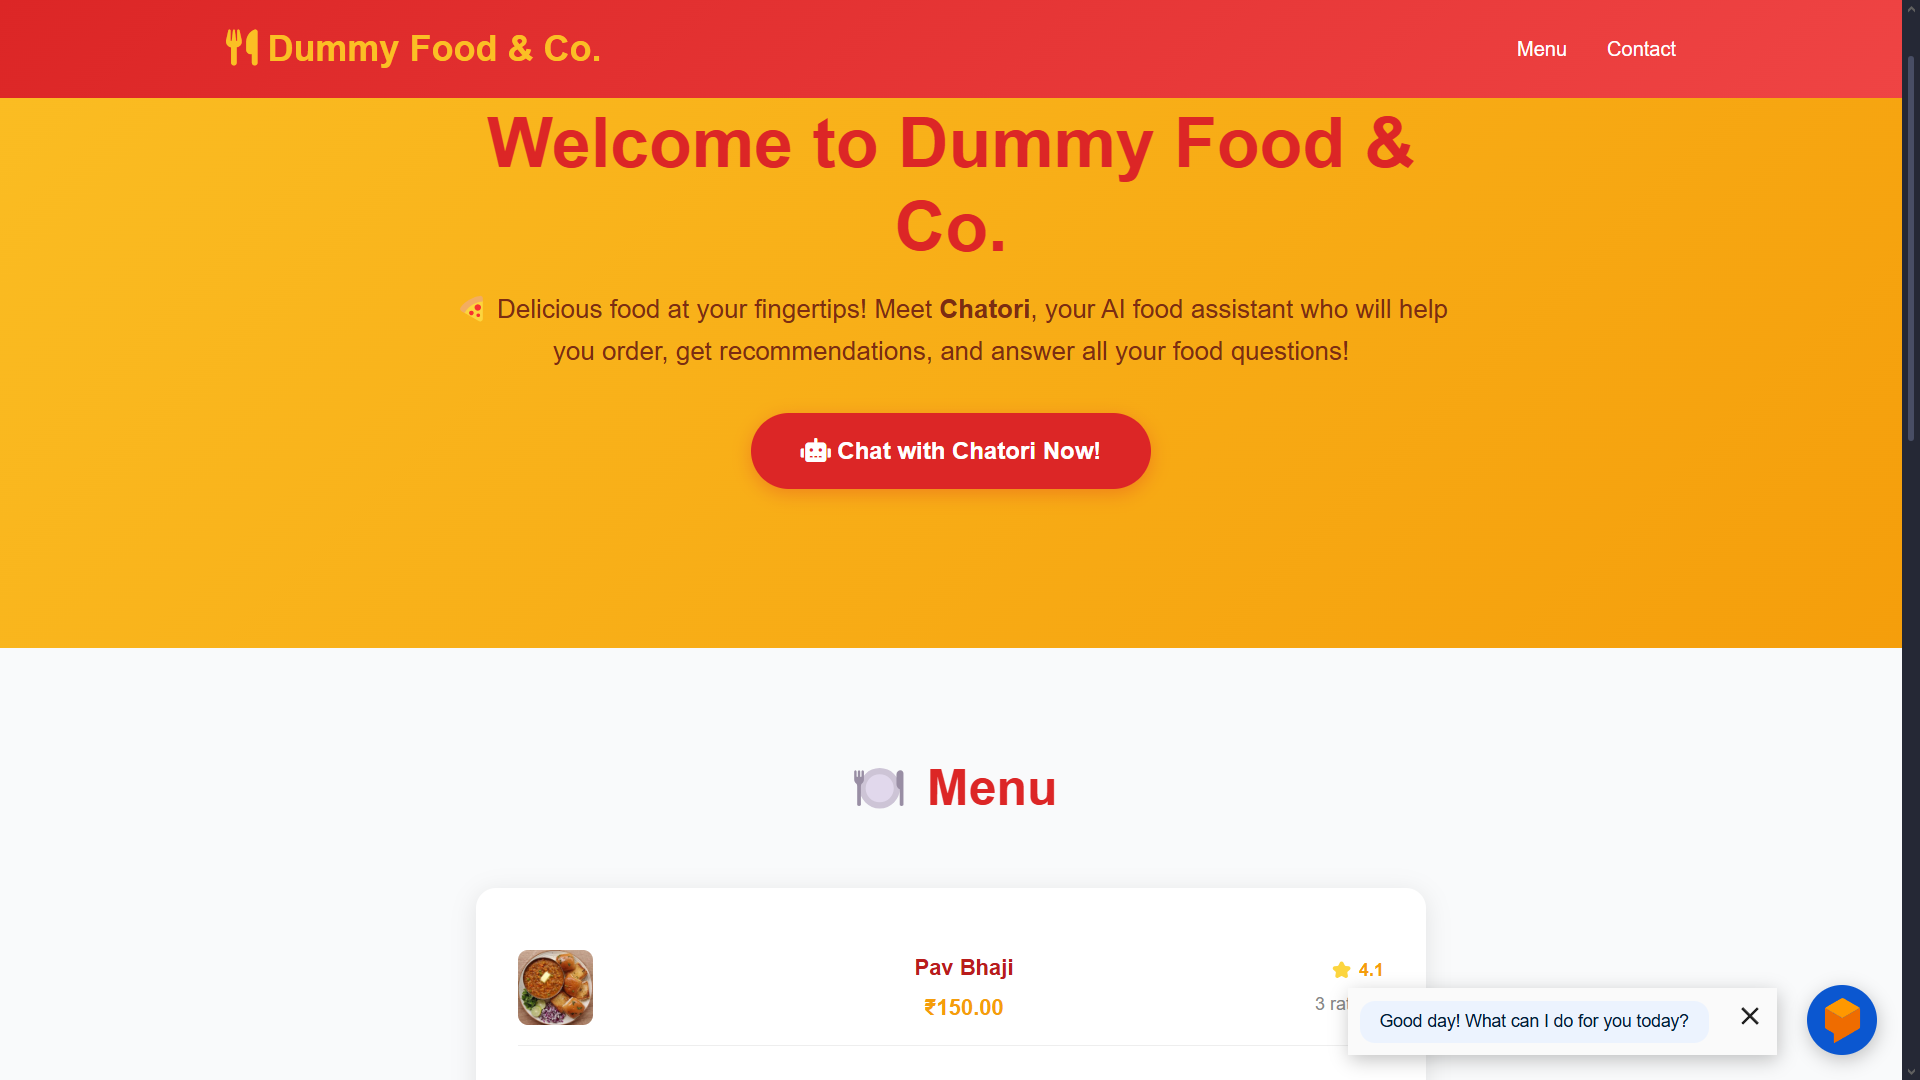 Dummy Food & Co.
Menu
Contact
Welcome to Dummy Food &
Co.
🍕 Delicious food at your fingertips! Meet Chatori, your AI food assistant who will help
you order, get recommendations, and answer all your food questions!
Chat with Chatori Now!
🍽️ Menu
Pav Bhaji
₹150.00
4.1
3
Good day! What can I do for you today?